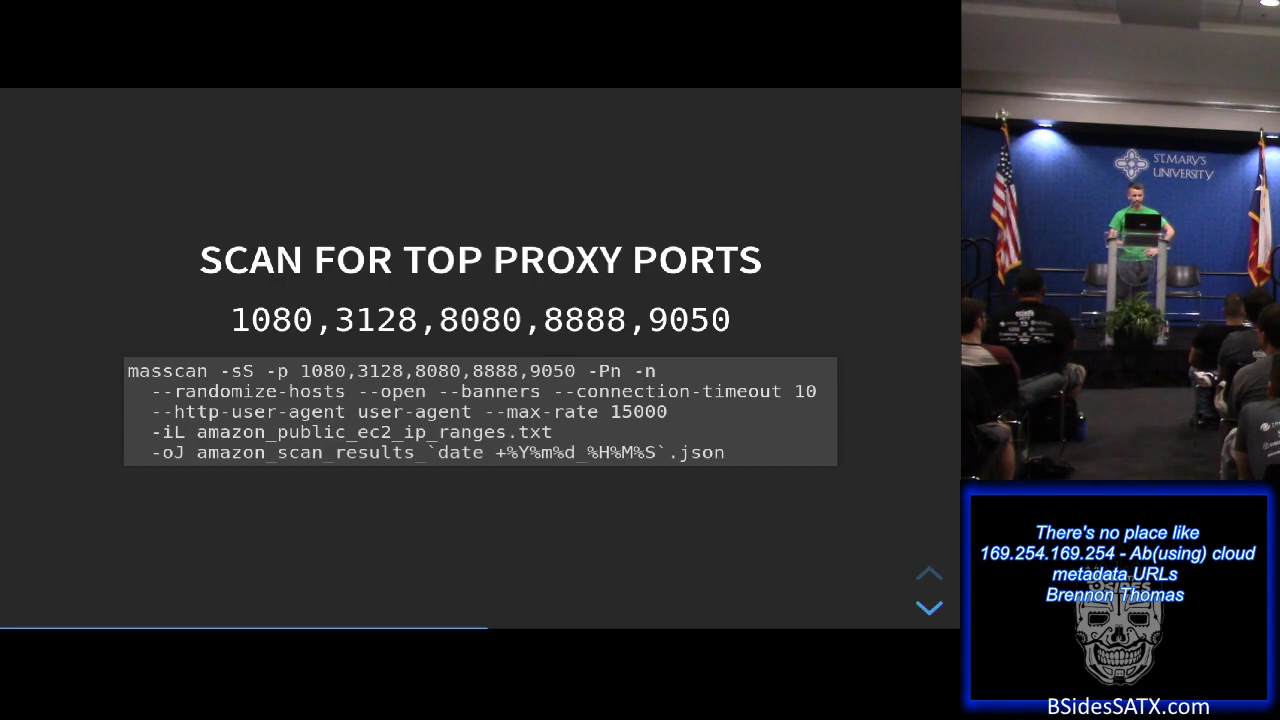 SCAN FOR TOP PROXY PORTS
1080,3128,8080,8888,9050
masscan -sS -p 1080,3128,8080,8888,9050 -Pn -n
--randomize-hosts --open --banners --connection-timeout 10
--http-user-agent user-agent --max-rate 15000
-iL amazon_public_ec2_ip_ranges.txt
-oJ amazon_scan_results_`date +%Y%m%d_%H%M%S`.json
ST. MARY'S
UNIVERSITY
There's no place like
169.254.169.254 - Ab(using) cloud
metadata URLs
Brennon Thomas
BSidesSATX.com